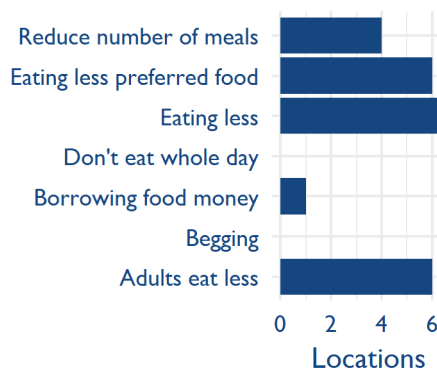 Reduce number of meals
Eating less preferred food
Eating less
Don't eat whole day
Borrowing food money
Begging
Adults eat less
0 2 4 6
Locations